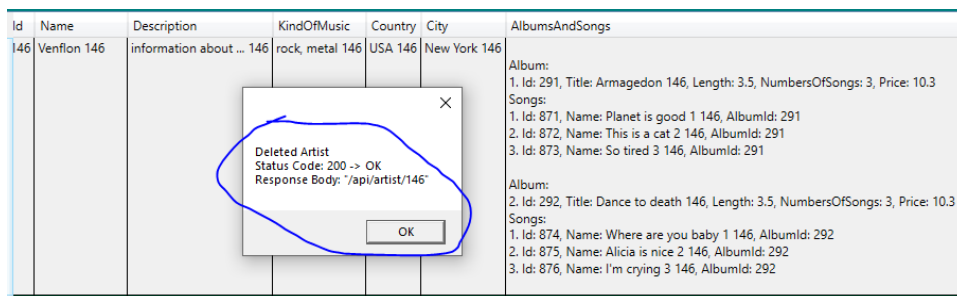 Id Name Description KindOfMusic Country City AlbumsAndSongs
146 Venflon 146 information about ... 146 rock, metal 146 USA 146 New York 146
Album:
1. Id: 291, Title: Armagedon 146, Length: 3.5, NumbersOfSongs: 3, Price: 10.3
Songs:
1. Id: 871, Name: Planet is good 1 146, AlbumId: 291
2. Id: 872, Name: This is a cat 2 146, AlbumId: 291
3. Id: 873, Name: So tired 3 146, AlbumId: 291
Album:
2. Id: 292, Title: Dance to death 146, Length: 3.5, NumbersOfSongs: 3, Price: 10.3
Songs:
1. Id: 874, Name: Where are you baby 1 146, AlbumId: 292
2. Id: 875, Name: Alicia is nice 2 146, AlbumId: 292
3. Id: 876, Name: I'm crying 3 146, AlbumId: 292
Deleted Artist
Status Code: 200 -> OK
Response Body: "/api/artist/146"
OK